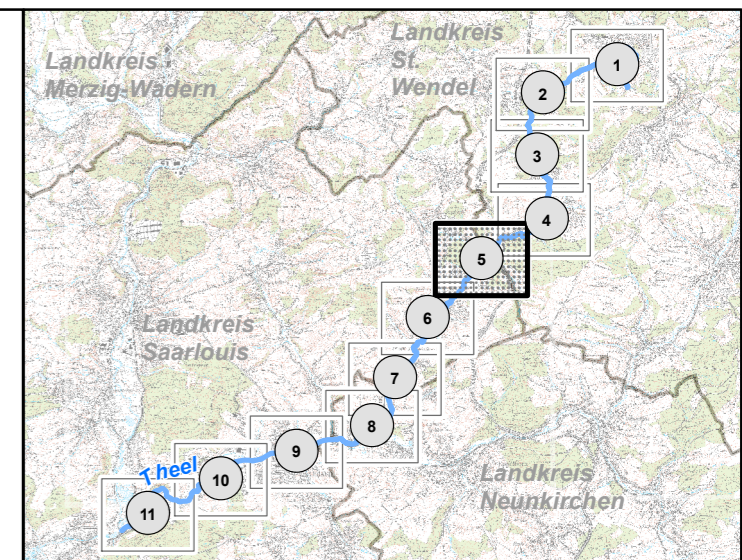 Landkreis
Merzig-Wadern
Landkreis
St.
Wendel
1
2
3
4
5
6
Landkreis
Saarlouis
7
8
9
Theel
10
11
Landkreis
Neunkirchen